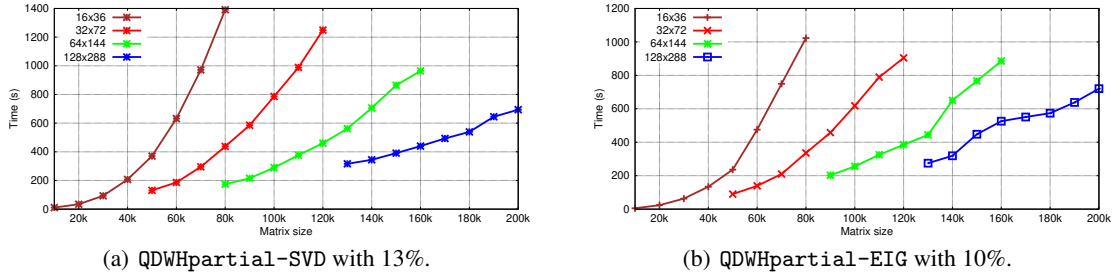 1400
1200
1000
800
600
400
200
0
Time (s)
16x36
32x72
64x144
128x288
20k 40k 60k 80k 100k 120k 140k 160k 180k 200k
Matrix size
(a) QDWHpartial-SVD with 13%.
1200
1000
800
600
400
200
0
Time (s)
16x36
32x72
64x144
128x288
20k 40k 60k 80k 100k 120k 140k 160k 180k 200k
Matrix size
(b) QDWHpartial-EIG with 10%.